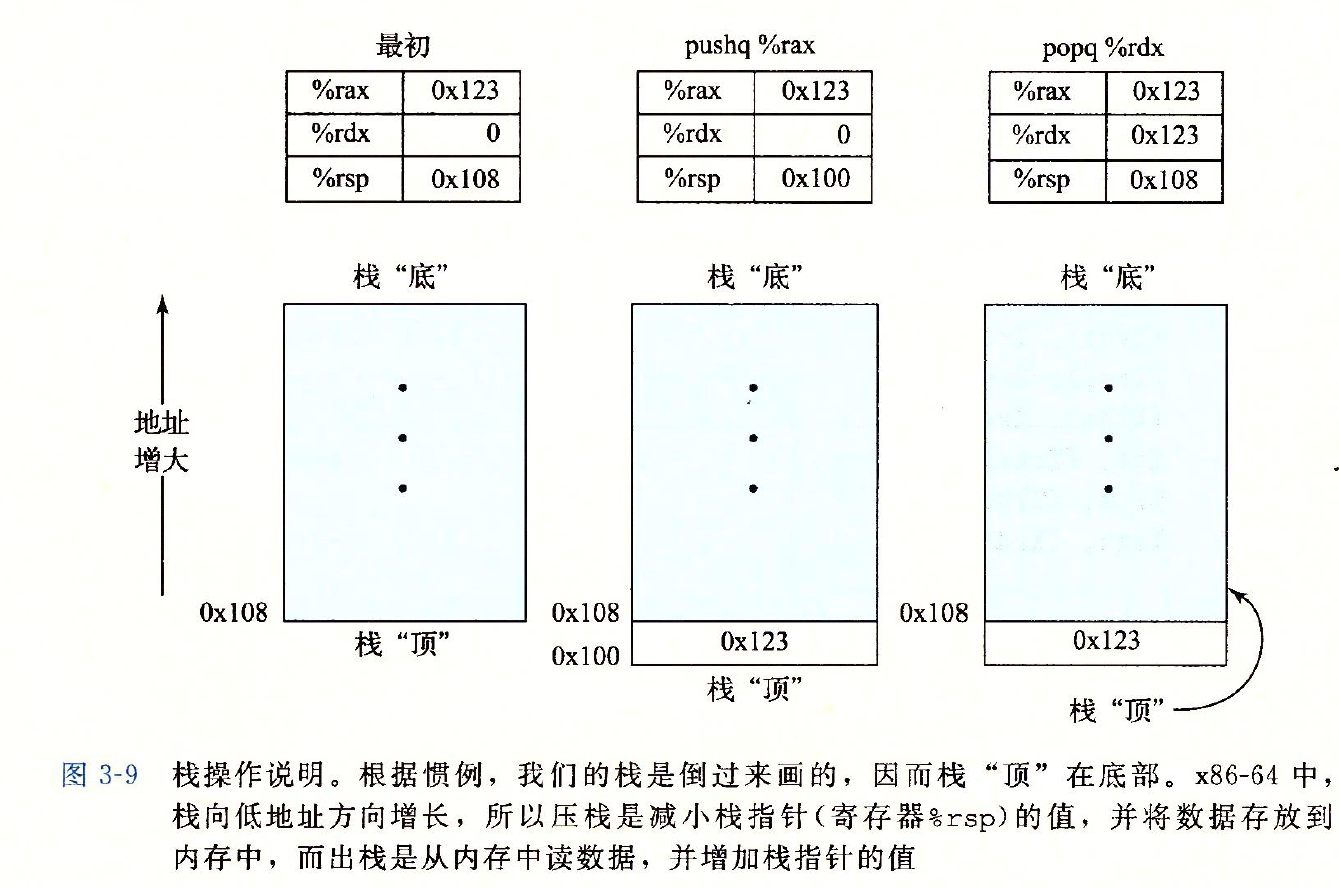 最初
pushq %rax
popq %rdx
%rax 0x123
%rdx 0
%rsp 0x108
%rax 0x123
%rdx 0
%rsp 0x100
%rax 0x123
%rdx 0x123
%rsp 0x108
栈“底”
栈“底”
栈“底”
地址
增大
0x108
栈“顶”
0x108
0x123
0x100
栈“顶”
0x108
0x123
栈“顶”
图 3-9 栈操作说明。根据惯例，我们的栈是倒过来画的，因而栈“顶”在底部。x86-64 中，
栈向低地址方向增长，所以压栈是减小栈指针(寄存器%rsp)的值，并将数据存放到
内存中，而出栈是从内存中读数据，并增加栈指针的值